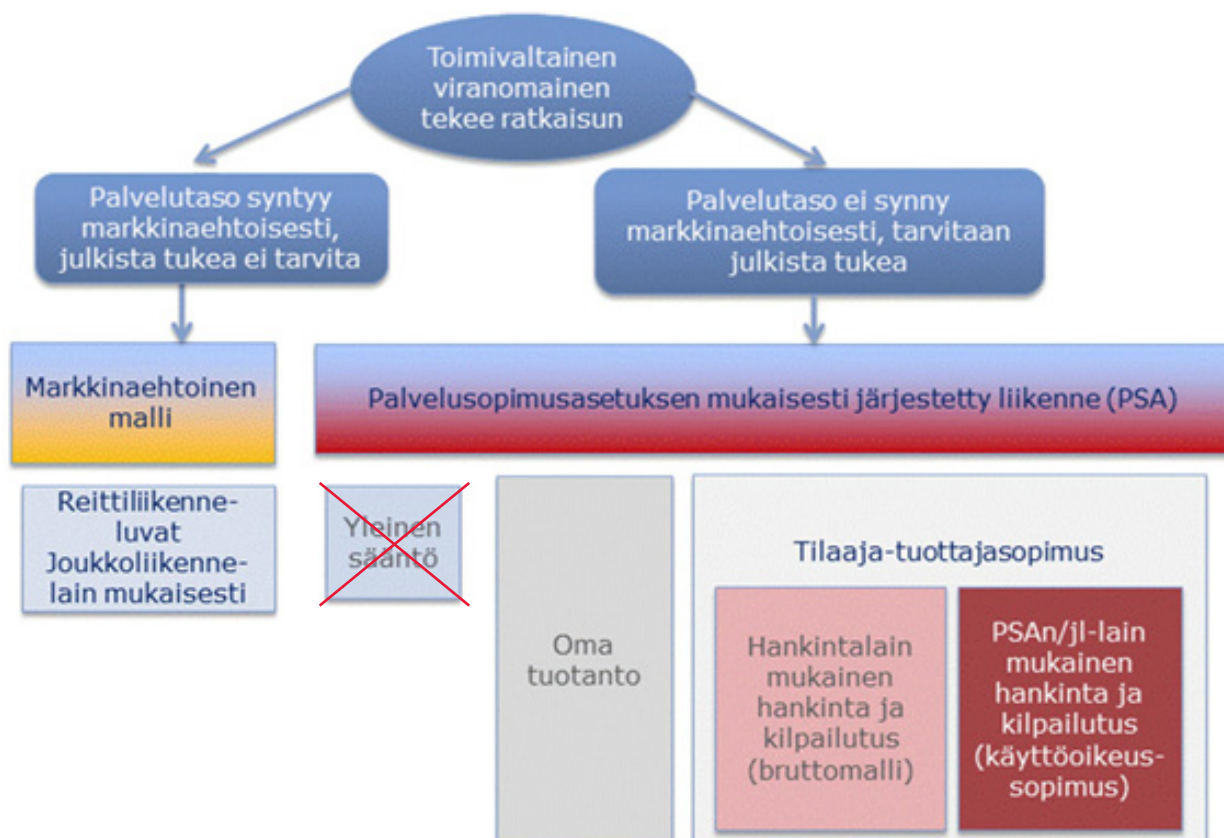 Toimivaltainen
viranomainen
tekee ratkaisun
Palvelutaso syntyy
markkinaehtoisesti,
julkista tukea ei tarvita
Palvelutaso ei synny
markkinaehtoisesti, tarvitaan
julkista tukea
Markkinaehtoinen
malli
Palvelusopimusasetuksen mukaisesti järjestetty liikenne (PSA)
Reittiliikenne-
luvat
Joukkoliikenne-
lain mukaisesti
Yleinen
sääntö
Oma
tuotanto
Tilaaja-tuottajasopimus
Hankintalain
mukainen
hankinta ja
kilpailutus
(bruttomalli)
PSAn/jl-lain
mukainen
hankinta ja
kilpailutus
(käyttöoikeus-
sopimus)